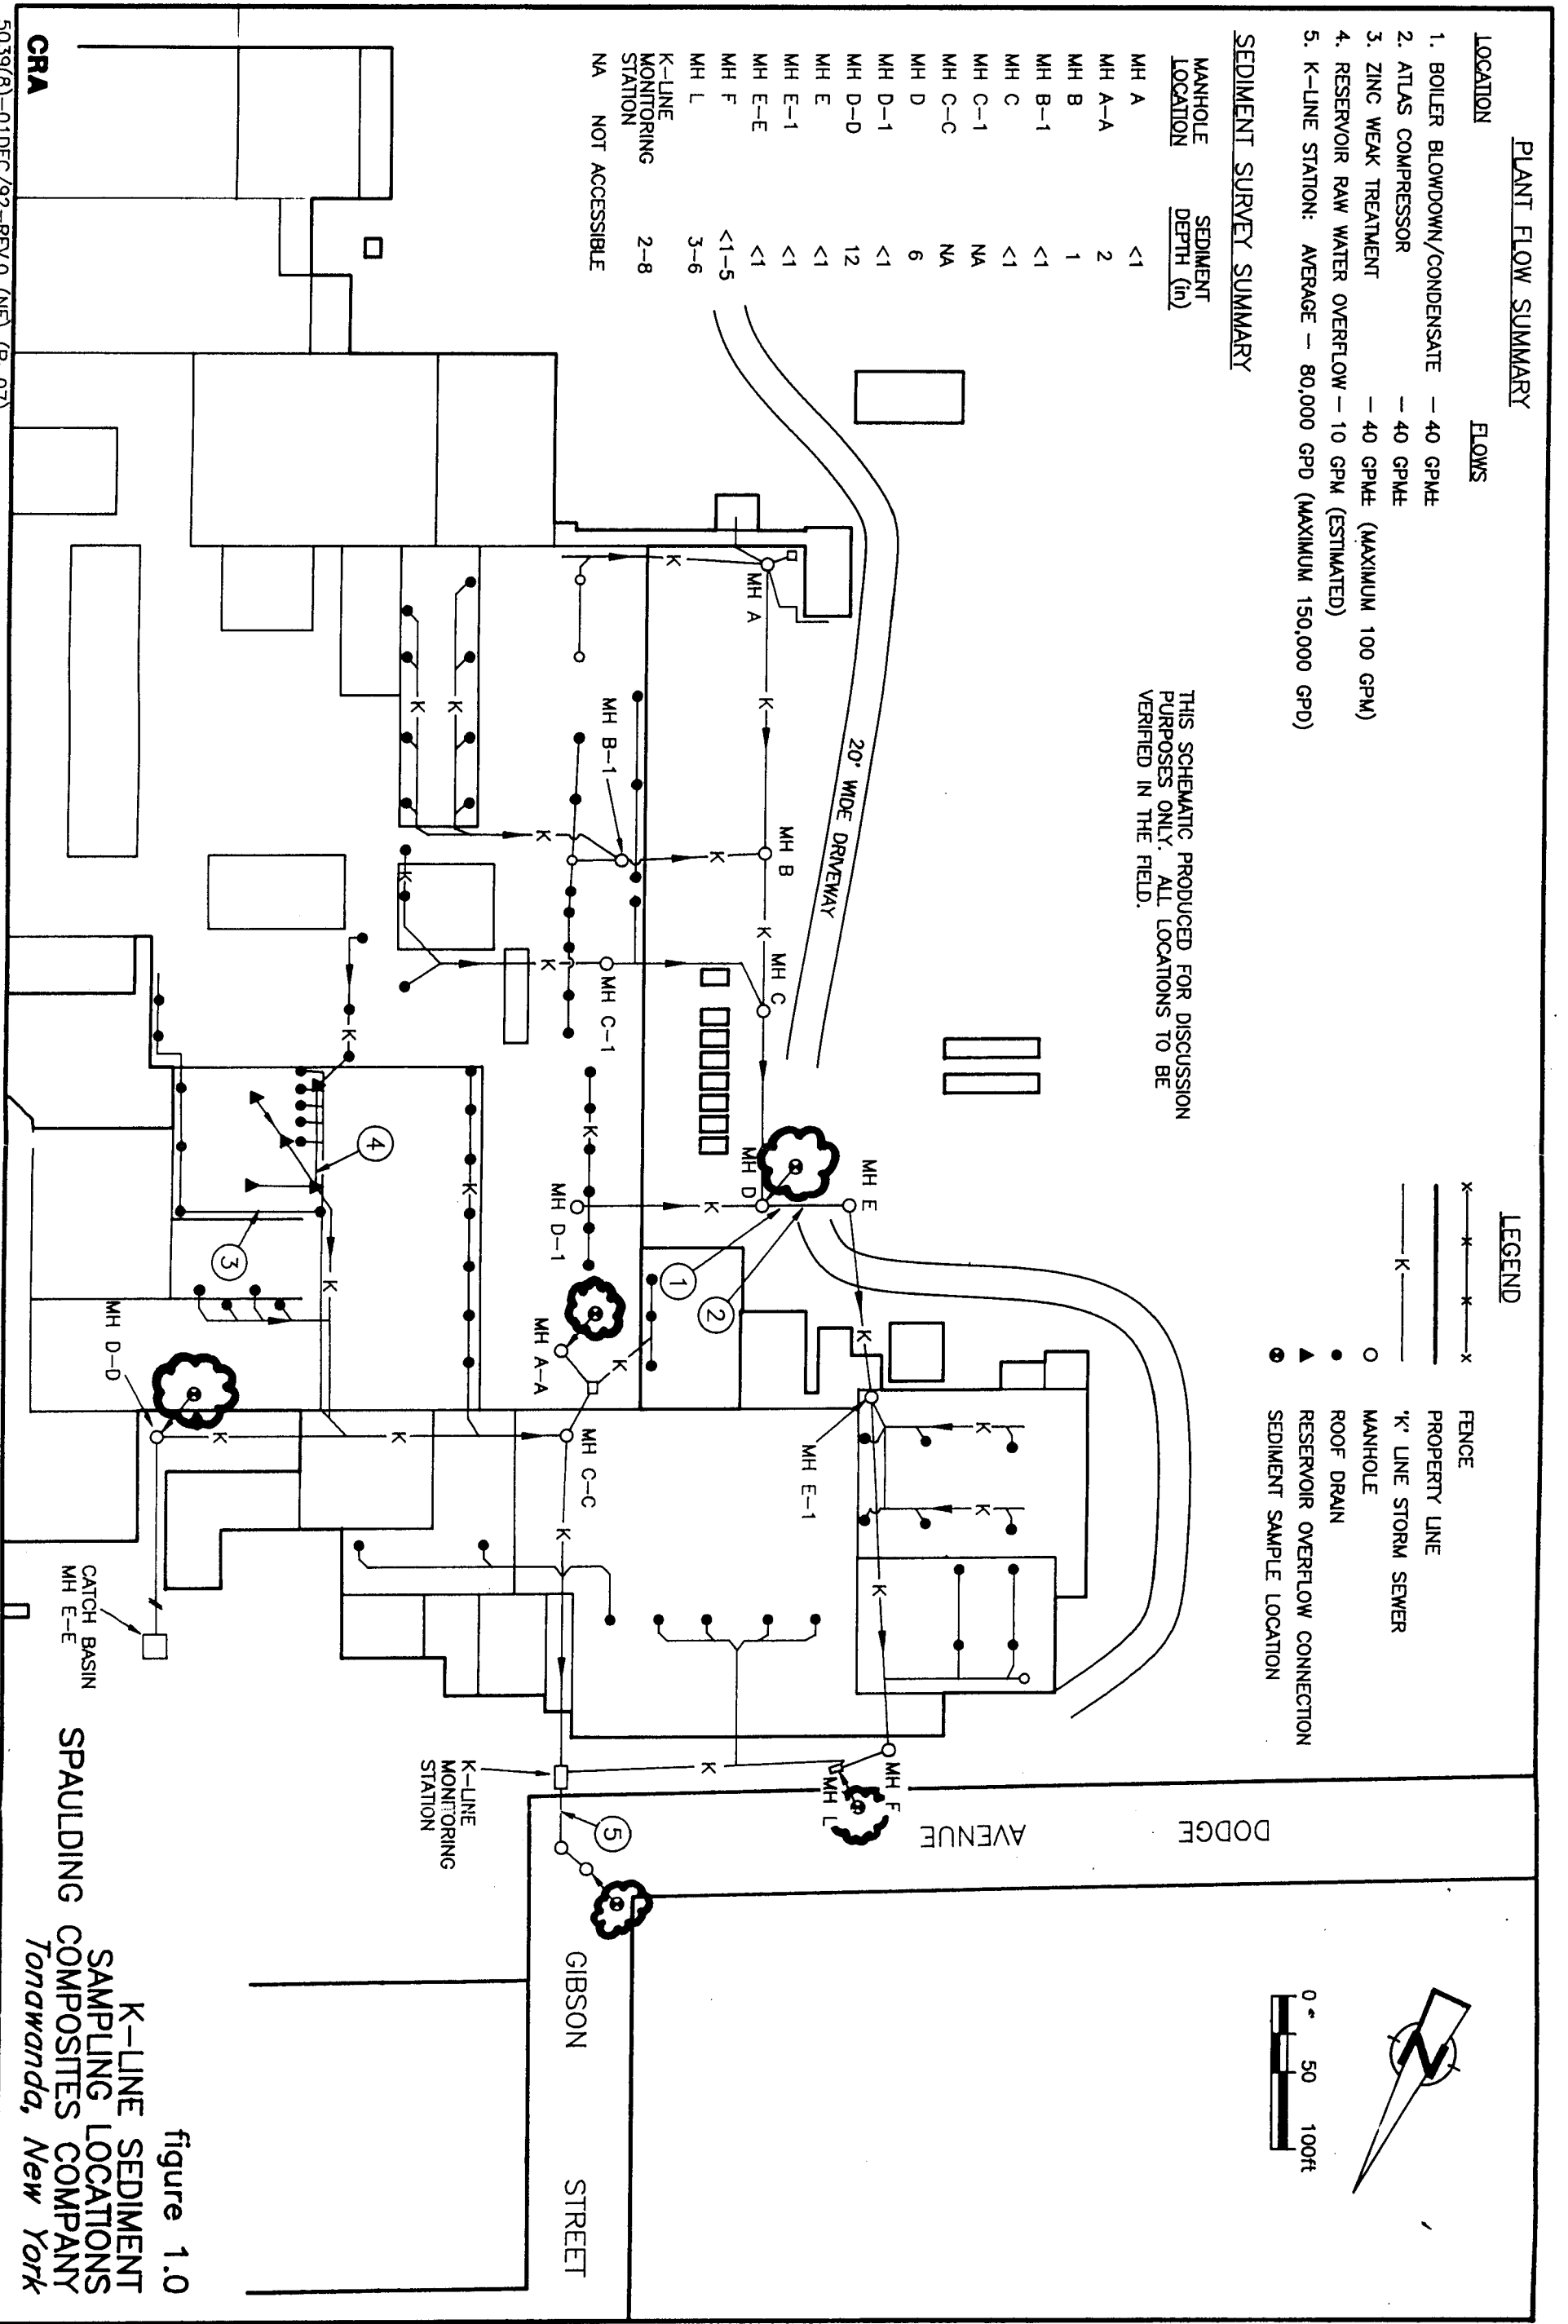 PLANT FLOW SUMMARY
LOCATION FLOWS
1. BOILER BLOWDOWN/CONDENSATE — 40 GPM±
2. ATLAS COMPRESSOR — 40 GPM±
3. ZINC WEAK TREATMENT — 40 GPM± (MAXIMUM 100 GPM)
4. RESERVOIR RAW WATER OVERFLOW — 10 GPM (ESTIMATED)
5. K-LINE STATION: AVERAGE — 80,000 GPD (MAXIMUM 150,000 GPD)
SEDIMENT SURVEY SUMMARY
MANHOLE LOCATION SEDIMENT DEPTH (in)
MH A <1
MH A-A 2
MH B 1
MH B-1 <1
MH C <1
MH C-1 NA
MH C-C NA
MH D 6
MH D-1 <1
MH D-D 12
MH E <1
MH E-1 <1
MH E-E <1
MH F <1-5
MH L 3-6
K-LINE
MONITORING
STATION 2-8
NA NOT ACCESSIBLE
THIS SCHEMATIC PRODUCED FOR DISCUSSION
PURPOSES ONLY. ALL LOCATIONS TO BE
VERIFIED IN THE FIELD.
LEGEND
x x x x FENCE
PROPERTY LINE
K 'K' LINE STORM SEWER
MANHOLE
ROOF DRAIN
RESERVOIR OVERFLOW CONNECTION
SEDIMENT SAMPLE LOCATION
N
0 50 100ft
20' WIDE DRIVEWAY
MH A
K
K
MH B
K
MH C
MH D
MH E
K
MH E-1
K
K
K
MH F
MH L
DODGE
AVENUE
K
K
MH B-1
K
K
K
K
K
MH C-1
K
MH D-1
K
1
2
MH A-A
K
MH C-C
K
K-LINE
MONITORING
STATION
K
5
GIBSON STREET
K
K
4
3
K
K
K
MH D-D
CATCH BASIN
MH E-E
figure 1.0
K-LINE SEDIMENT
SAMPLING LOCATIONS
SPAULDING COMPOSITES COMPANY
Tonawanda, New York
CRA